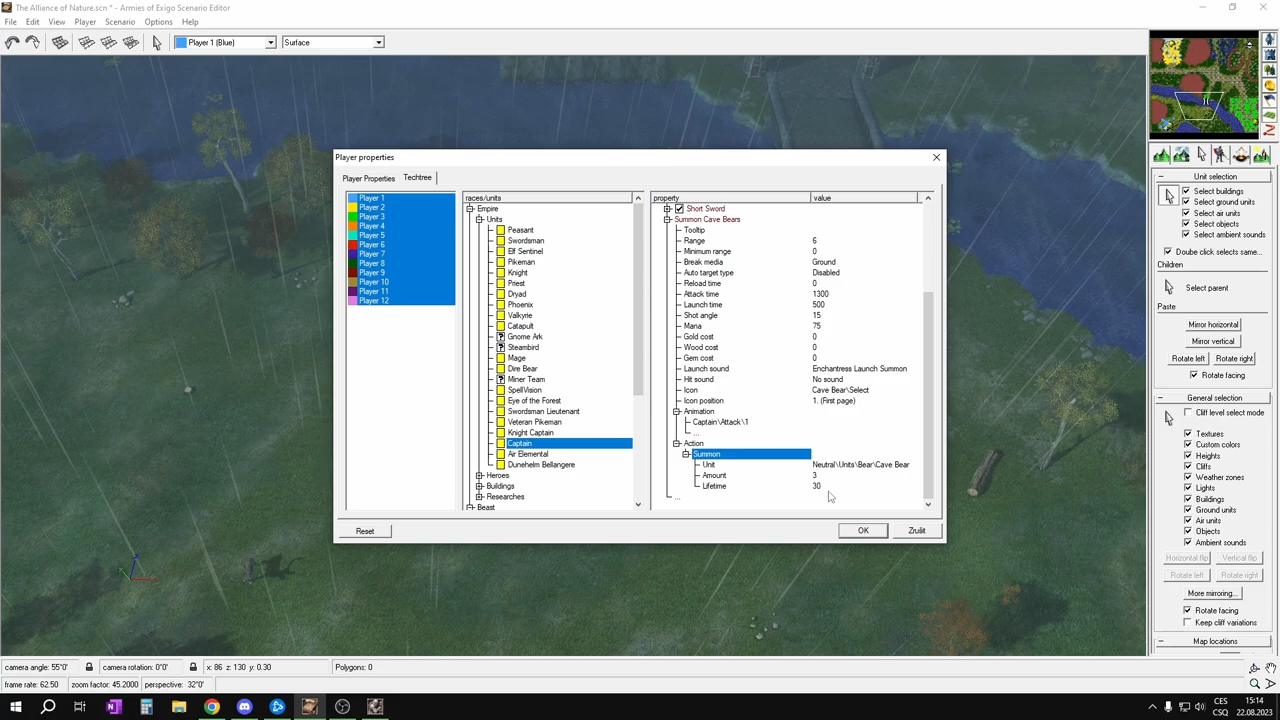 The Alliance of Nature.scn * - Armies of Exigo Scenario Editor
File Edit View Player Scenario Options Help
Player 1 (Blue)
Surface
Player properties
Player Properties
Techtree
Player 1
Player 2
Player 3
Player 4
Player 5
Player 6
Player 7
Player 8
Player 9
Player 10
Player 11
Player 12
races/units
Empire
Units
Peasant
Swordsman
Elf Sentinel
Pikeman
Knight
Priest
Dryad
Phoenix
Valkyrie
Catapult
Gnome Ark
Steambird
Mage
Dire Bear
Miner Team
SpellVision
Eye of the Forest
Swordsman Lieutenant
Veteran Pikeman
Knight Captain
Captain
Air Elemental
Dunehelm Bellangere
Heroes
Buildings
Researches
Beast
property value
Short Sword
Summon Cave Bears
Tooltip
Range 6
Minimum range 0
Break media Ground
Auto target type Disabled
Reload time 0
Attack time 1300
Launch time 500
Shot angle 15
Mana 75
Gold cost 0
Wood cost 0
Gem cost 0
Launch sound Enchantress Launch Summon
Hit sound No sound
Icon Cave Bear\Select
Icon position 1. (First page)
Animation
Captain\Attack\1
...
Action
Summon
Unit Neutral\Units\Bear\Cave Bear
Amount 3
Lifetime 30
...
Reset
OK
Zrušit
Unit selection
Select buildings
Select ground units
Select air units
Select objects
Select ambient sounds
Doube click selects same...
Children
Select parent
Paste
Mirror horizontal
Mirror vertical
Rotate left Rotate right
Rotate facing
General selection
Cliff level select mode
Textures
Custom colors
Heights
Cliffs
Weather zones
Lights
Buildings
Ground units
Air units
Objects
Ambient sounds
Horizontal flip Vertical flip
Rotate left Rotate right
More mirroring...
Rotate facing
Keep cliff variations
Map locations
camera angle: 55°0' camera rotation: 0°0' x: 86 z: 130 y: 0.30 Polygons: 0
frame rate: 62.50 zoom factor: 45.2000 perspective: 32°0'
CES
CSQ
15:14
22.08.2023